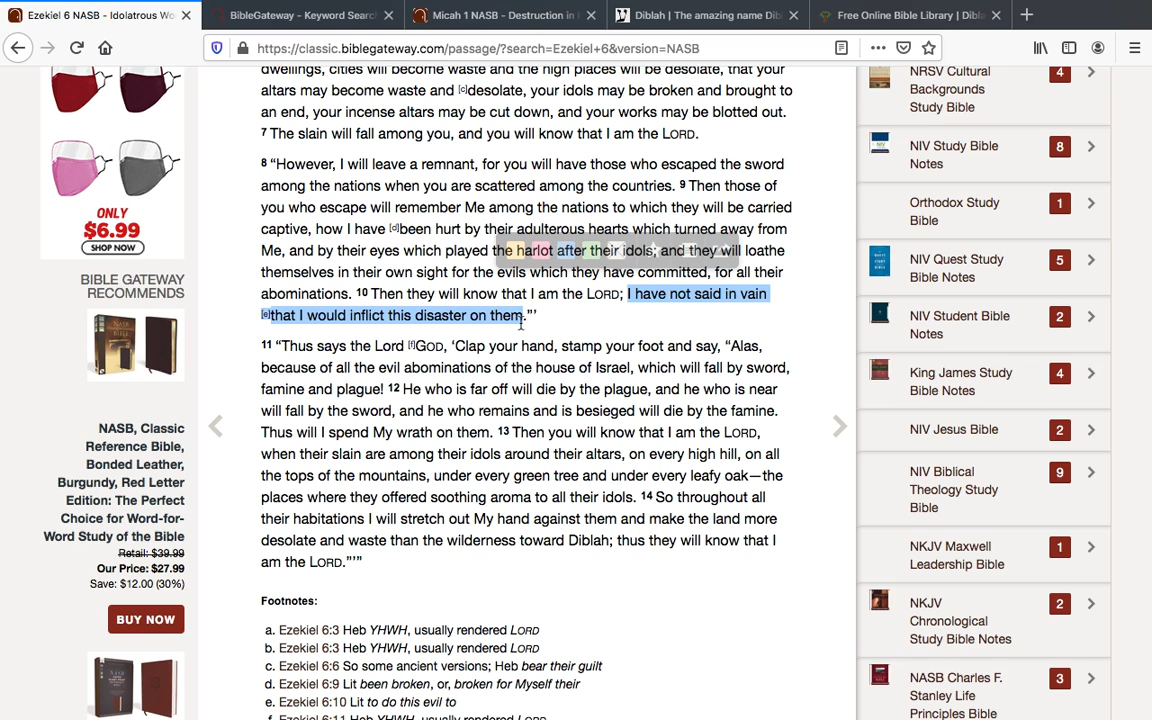 Ezekiel 6 NASB - Idolatrous Wo
BibleGateway - Keyword Searc
Micah 1 NASB - Destruction in
Diblah | The amazing name Dib
Free Online Bible Library | Dibla
https://classic.biblegateway.com/passage/?search=Ezekiel+6&version=NASB
ONLY
$6.99
SHOP NOW
BIBLE GATEWAY
RECOMMENDS
NASB, Classic
Reference Bible,
Bonded Leather,
Burgundy, Red Letter
Edition: The Perfect
Choice for Word-for-
Word Study of the Bible
Retail: $39.99
Our Price: $27.99
Save: $12.00 (30%)
BUY NOW
dwellings, cities will become waste and the high places will be desolate, that your
altars may become waste and [c]desolate, your idols may be broken and brought to
an end, your incense altars may be cut down, and your works may be blotted out.
7 The slain will fall among you, and you will know that I am the LORD.
8 “However, I will leave a remnant, for you will have those who escaped the sword
among the nations when you are scattered among the countries. 9 Then those of
you who escape will remember Me among the nations to which they will be carried
captive, how I have [d]been hurt by their adulterous hearts which turned away from
Me, and by their eyes which played the harlot after their idols; and they will loathe
themselves in their own sight for the evils which they have committed, for all their
abominations. 10 Then they will know that I am the LORD; I have not said in vain
[e]that I would inflict this disaster on them.”’
11 “Thus says the Lord [f]GOD, ‘Clap your hand, stamp your foot and say, “Alas,
because of all the evil abominations of the house of Israel, which will fall by sword,
famine and plague! 12 He who is far off will die by the plague, and he who is near
will fall by the sword, and he who remains and is besieged will die by the famine.
Thus will I spend My wrath on them. 13 Then you will know that I am the LORD,
when their slain are among their idols around their altars, on every high hill, on all
the tops of the mountains, under every green tree and under every leafy oak—the
places where they offered soothing aroma to all their idols. 14 So throughout all
their habitations I will stretch out My hand against them and make the land more
desolate and waste than the wilderness toward Diblah; thus they will know that I
am the LORD.”’”
Footnotes:
a. Ezekiel 6:3 Heb YHWH, usually rendered LORD
b. Ezekiel 6:3 Heb YHWH, usually rendered LORD
c. Ezekiel 6:6 So some ancient versions; Heb bear their guilt
d. Ezekiel 6:9 Lit been broken, or, broken for Myself their
e. Ezekiel 6:10 Lit to do this evil to
f. Ezekiel 6:11 Heb YHWH, usually rendered LORD
NRSV Cultural
Backgrounds
Study Bible
4
NIV Study Bible
Notes
8
Orthodox Study
Bible
1
NIV Quest Study
Bible Notes
5
NIV Student Bible
Notes
2
King James Study
Bible Notes
4
NIV Jesus Bible
2
NIV Biblical
Theology Study
Bible
9
NKJV Maxwell
Leadership Bible
1
NKJV
Chronological
Study Bible Notes
2
NASB Charles F.
Stanley Life
Principles Bible
3